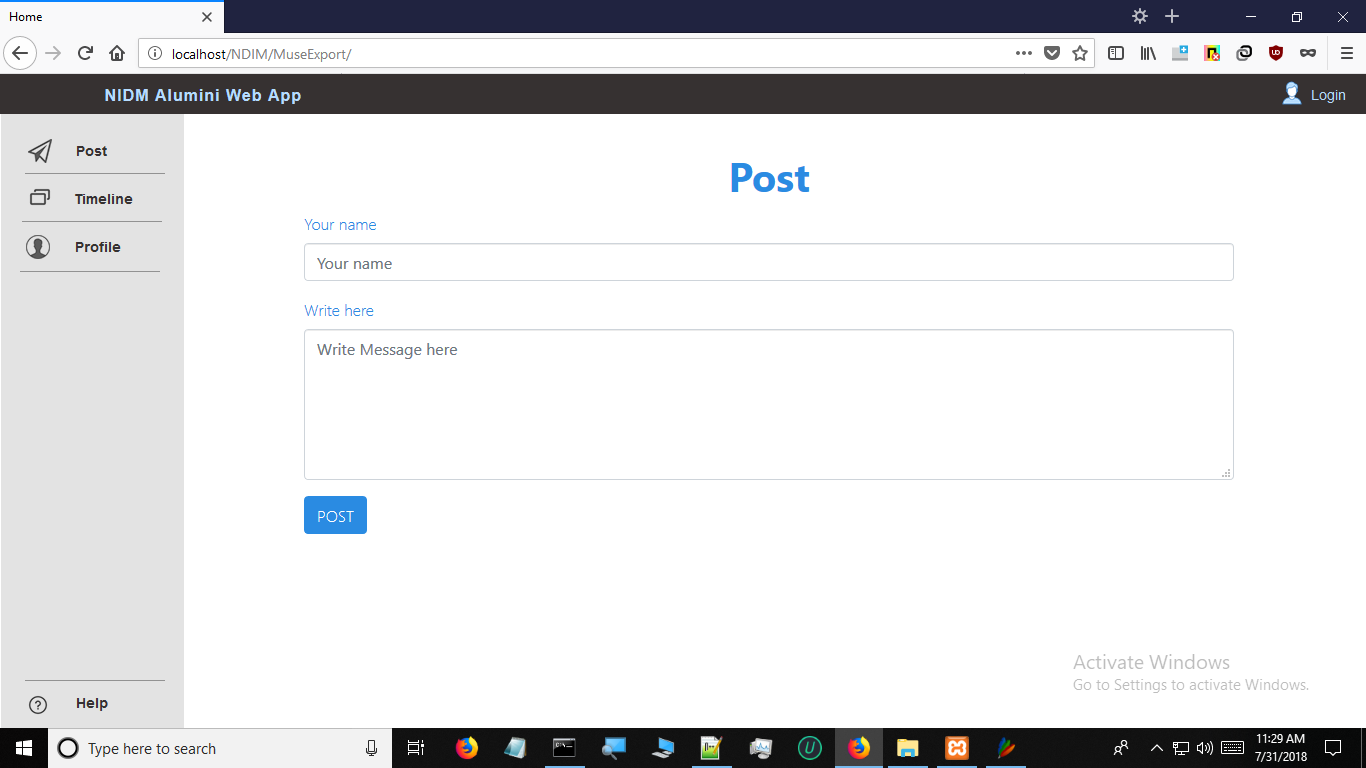 Home
localhost/NDIM/MuseExport/
NIDM Alumini Web App
Login
Post
Timeline
Profile
Help
Post
Your name
Your name
Write here
Write Message here
POST
Activate Windows
Go to Settings to activate Windows.
Type here to search
11:29 AM
7/31/2018